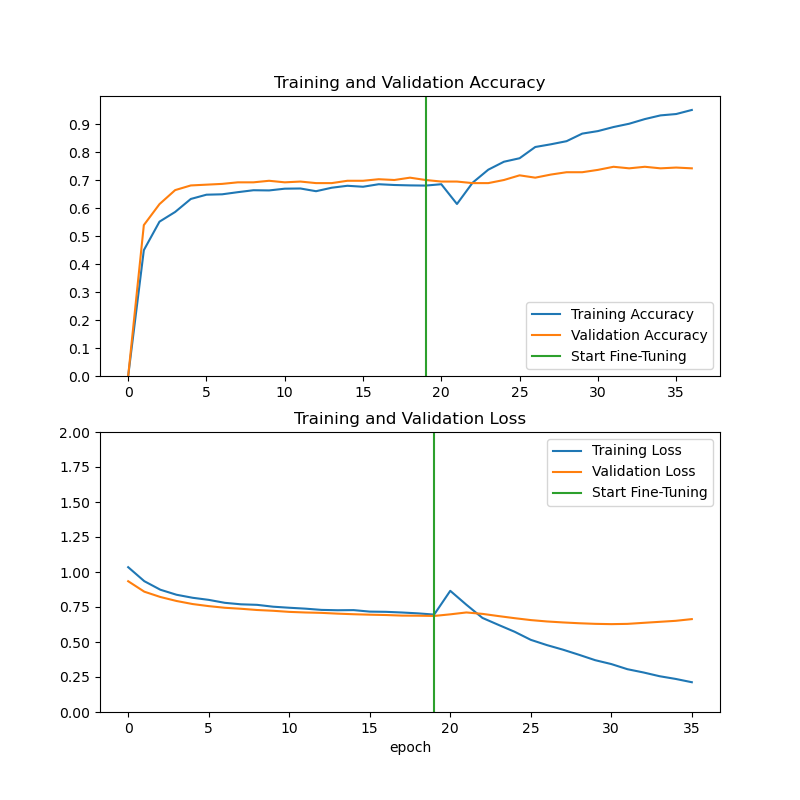 Training and Validation Accuracy
0.9
0.8
0.7
0.6
0.5
0.4
0.3
0.2
0.1
0.0
Training Accuracy
Validation Accuracy
Start Fine-Tuning
0 5 10 15 20 25 30 35
Training and Validation Loss
2.00
1.75
1.50
1.25
1.00
0.75
0.50
0.25
0.00
Training Loss
Validation Loss
Start Fine-Tuning
0 5 10 15 20 25 30 35
epoch